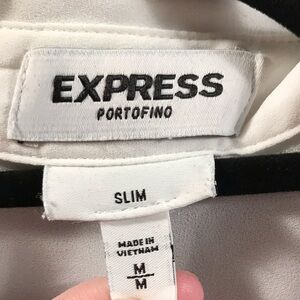 EXPRESS
PORTOFINO
SLIM
MADE IN
VIETNAM
M
M